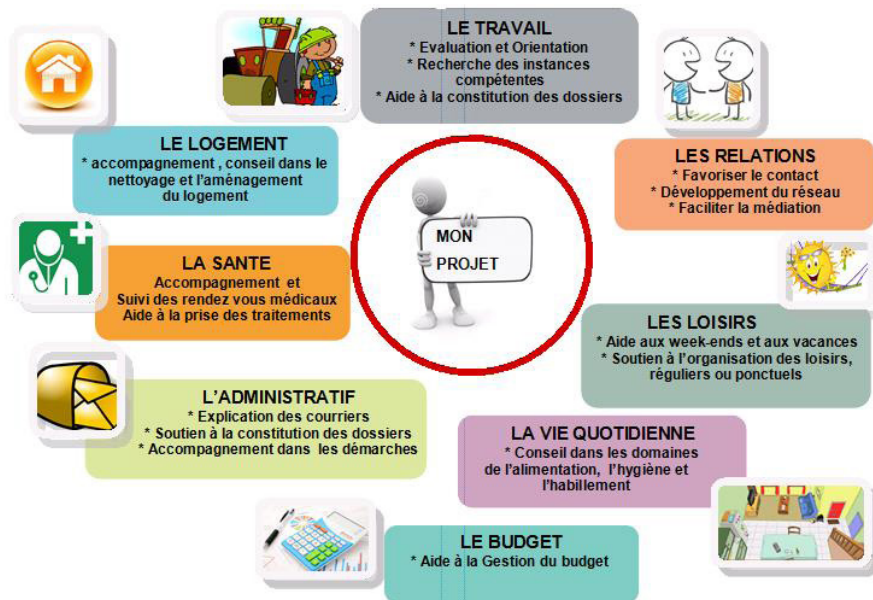 LE TRAVAIL
* Evaluation et Orientation
* Recherche des instances
compétentes
* Aide à la constitution des dossiers
LE LOGEMENT
* accompagnement , conseil dans le
nettoyage et l'aménagement
du logement
LES RELATIONS
* Favoriser le contact
* Développement du réseau
* Faciliter la médiation
MON
PROJET
LA SANTE
Accompagnement et
Suivi des rendez vous médicaux
Aide à la prise des traitements
LES LOISIRS
* Aide aux week-ends et aux vacances
* Soutien à l'organisation des loisirs,
réguliers ou ponctuels
L'ADMINISTRATIF
* Explication des courriers
* Soutien à la constitution des dossiers
* Accompagnement dans les démarches
LA VIE QUOTIDIENNE
* Conseil dans les domaines
de l'alimentation, l'hygiène et
l'habillement
LE BUDGET
* Aide à la Gestion du budget